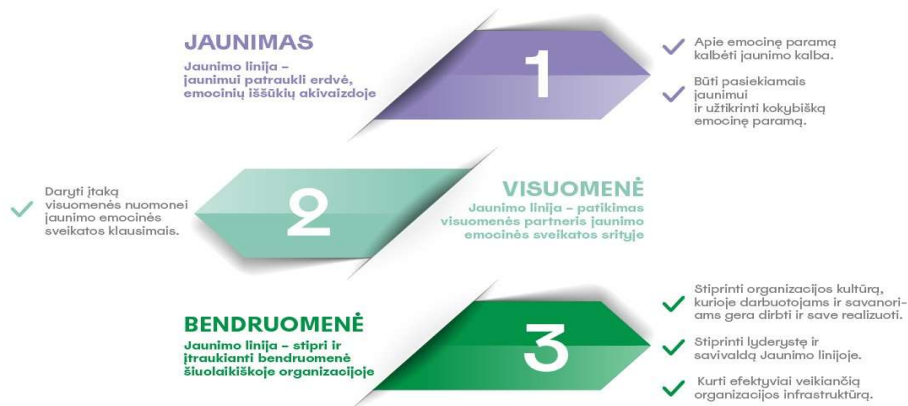 JAUNIMAS
Jaunimo linija –
jaunimui patraukli erdvė,
emocinių iššūkių akivaizdoje
1
Apie emocinę paramą
kalbėti jaunimo kalba.
Būti pasiekiamais
jaunimui
ir užtikrinti kokybišką
emocinę paramą.
Daryti įtaką
visuomenės nuomonei
jaunimo emocinės
sveikatos klausimais.
2
VISUOMENĖ
Jaunimo linija – patikimas
visuomenės partneris jaunimo
emocinės sveikatos srityje
BENDRUOMENĖ
Jaunimo linija – stipri ir
įtraukianti bendruomenė
šiuolaikiškoje organizacijoje
3
Stiprinti organizacijos kultūrą,
kurioje darbuotojams ir savanori-
ams gera dirbti ir save realizuoti.
Stiprinti lyderystę ir
savivaldą Jaunimo linijoje.
Kurti efektyviai veikiančią
organizacijos infrastruktūrą.